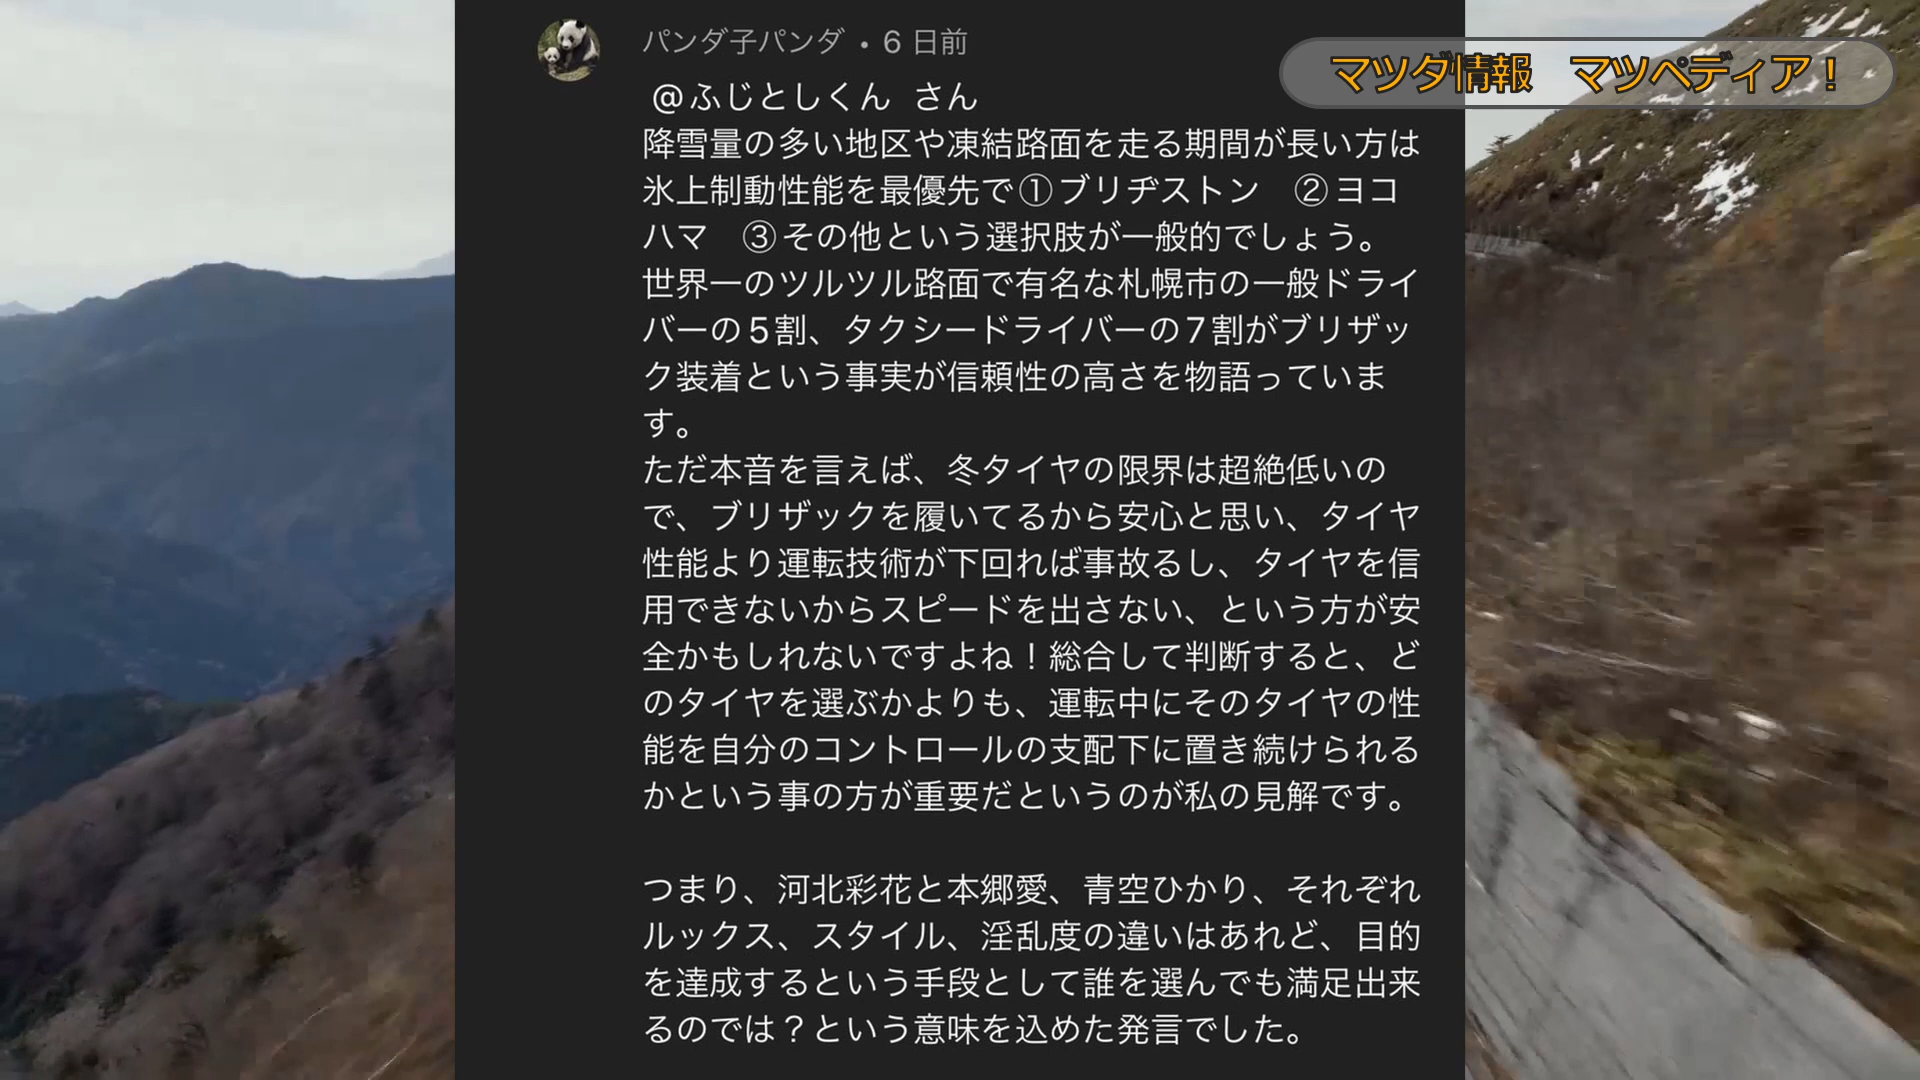 パンダ子パンダ • 6 日前
マツダ情報　マツペディア！
@ふじとしくん さん
降雪量の多い地区や凍結路面を走る期間が長い方は
氷上制動性能を最優先で①ブリヂストン　②ヨコ
ハマ　③その他という選択肢が一般的でしょう。
世界一のツルツル路面で有名な札幌市の一般ドライ
バーの5割、タクシードライバーの7割がブリザッ
ク装着という事実が信頼性の高さを物語っていま
す。
ただ本音を言えば、冬タイヤの限界は超絶低いの
で、ブリザックを履いてるから安心と思い、タイヤ
性能より運転技術が下回れば事故るし、タイヤを信
用できないからスピードを出さない、という方が安
全かもしれないですよね！総合して判断すると、ど
のタイヤを選ぶかよりも、運転中にそのタイヤの性
能を自分のコントロールの支配下に置き続けられる
かという事の方が重要だというのが私の見解です。
つまり、河北彩花と本郷愛、青空ひかり、それぞれ
ルックス、スタイル、淫乱度の違いはあれど、目的
を達成するという手段として誰を選んでも満足出来
るのでは？という意味を込めた発言でした。